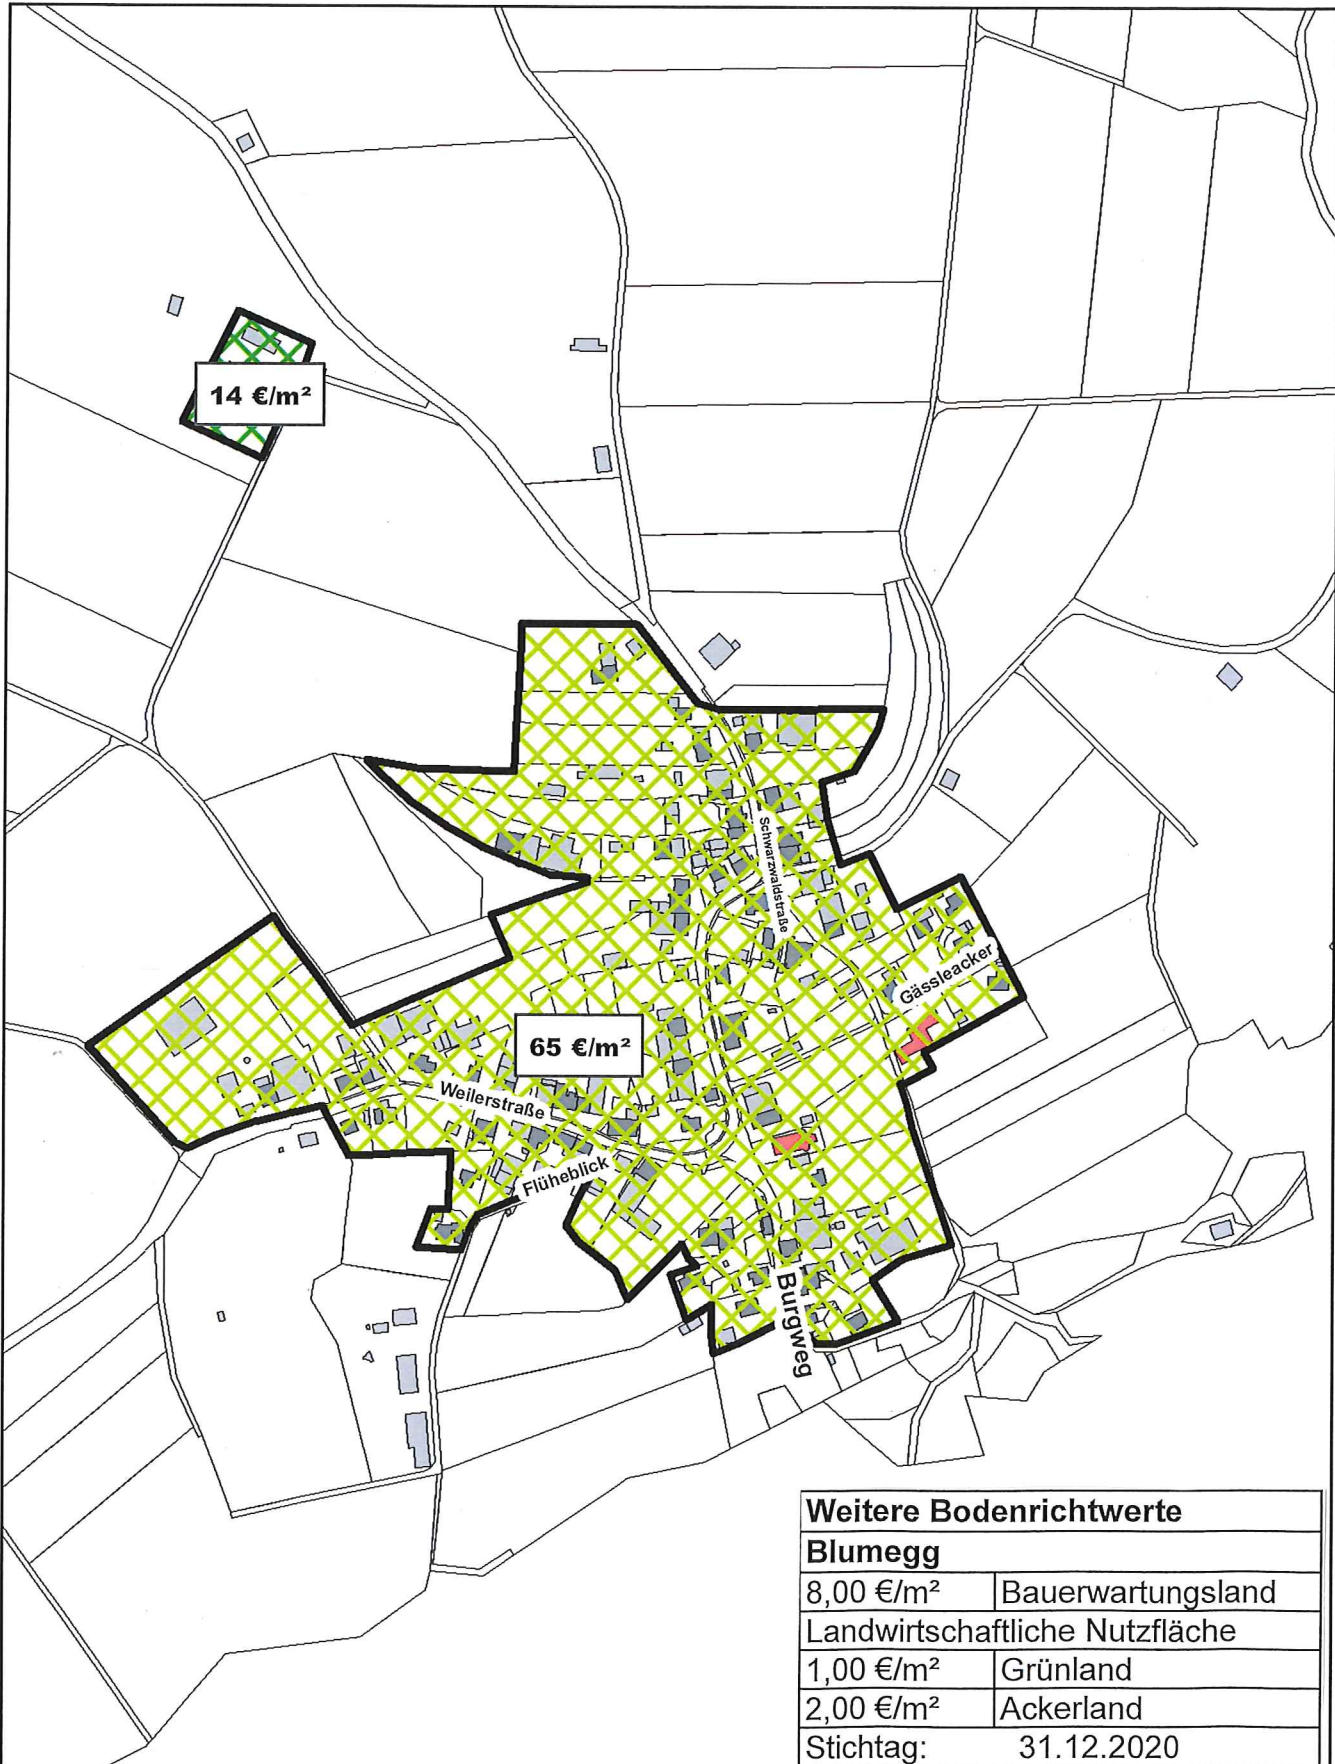 14 €/m²
Schwarzwaldstraße
Gässleacker
65 €/m²
Weilerstraße
Flüheblick
Burgweg
Weitere Bodenrichtwerte
Blumegg
8,00 €/m² Bauerwartungsland
Landwirtschaftliche Nutzfläche
1,00 €/m² Grünland
2,00 €/m² Ackerland
Stichtag: 31.12.2020